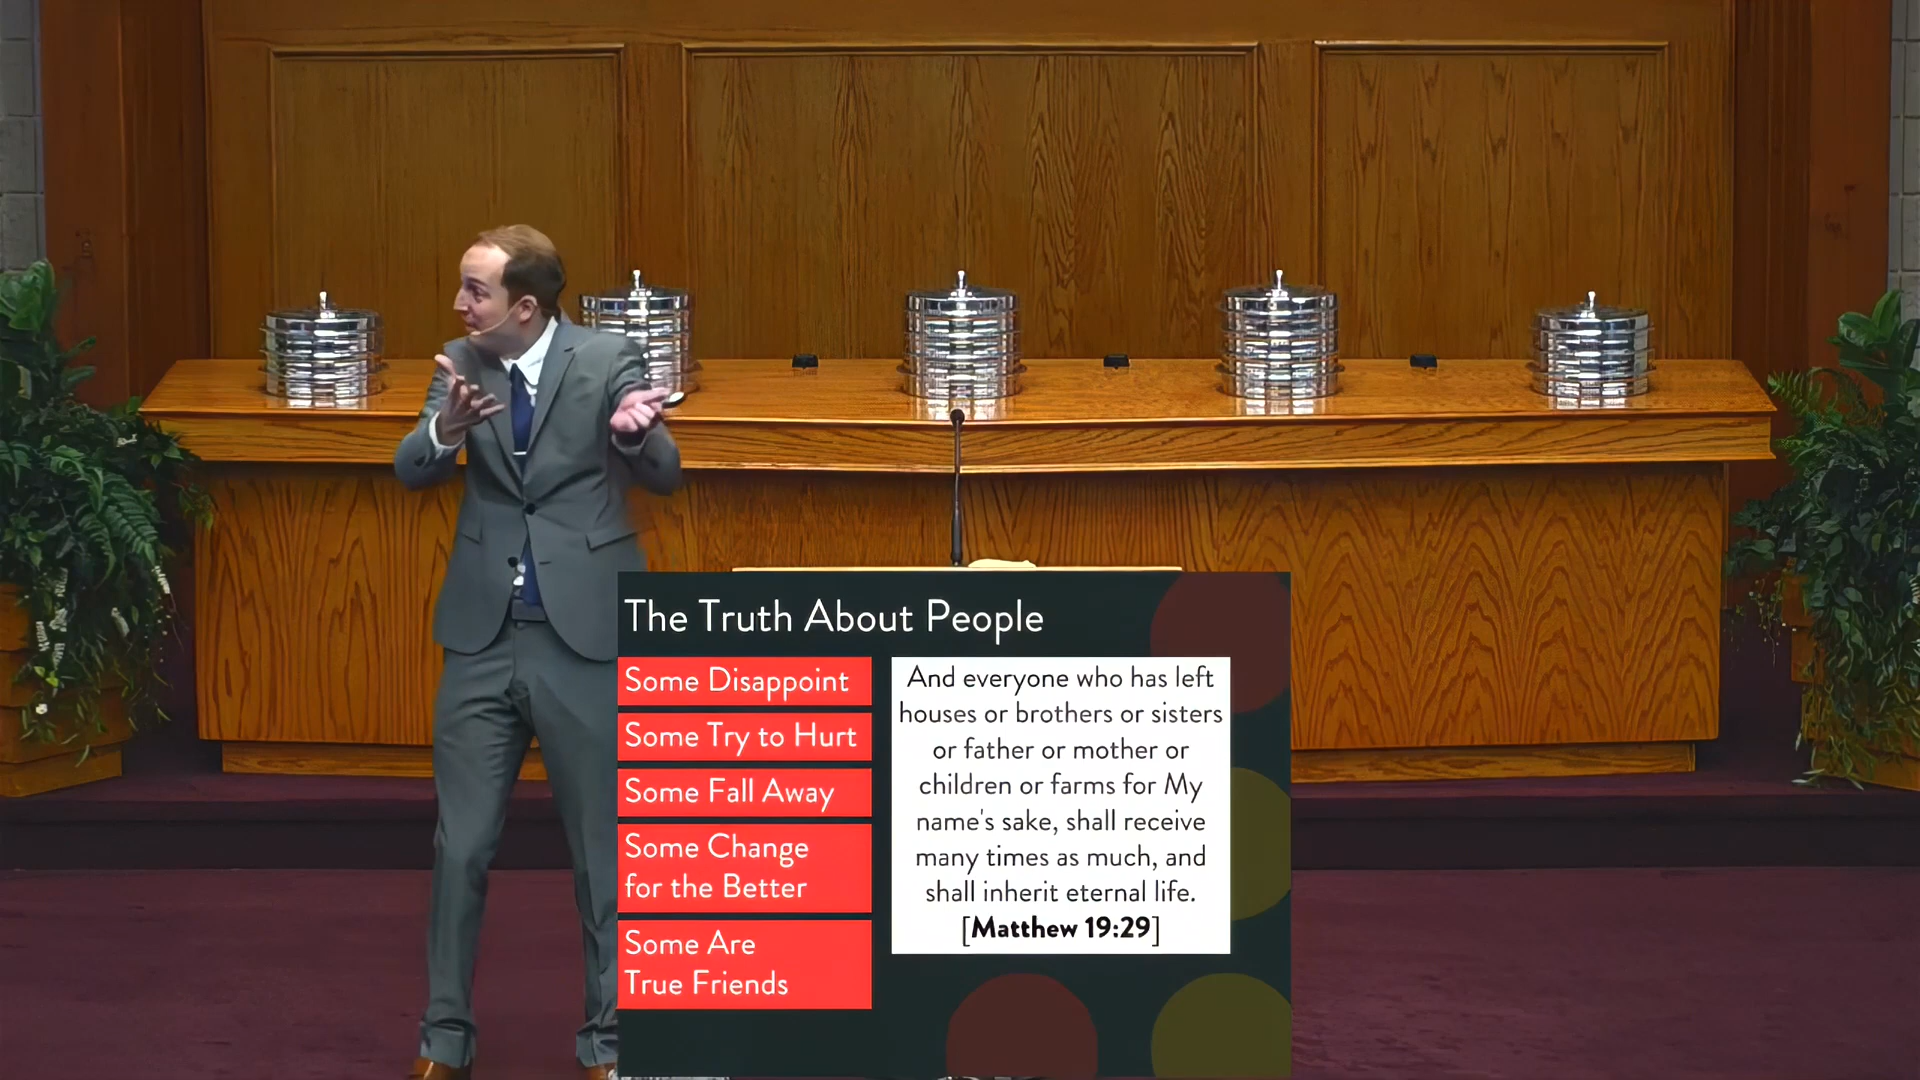 The Truth About People
Some Disappoint
Some Try to Hurt
Some Fall Away
Some Change
for the Better
Some Are
True Friends
And everyone who has left
houses or brothers or sisters
or father or mother or
children or farms for My
name's sake, shall receive
many times as much, and
shall inherit eternal life.
[Matthew 19:29]